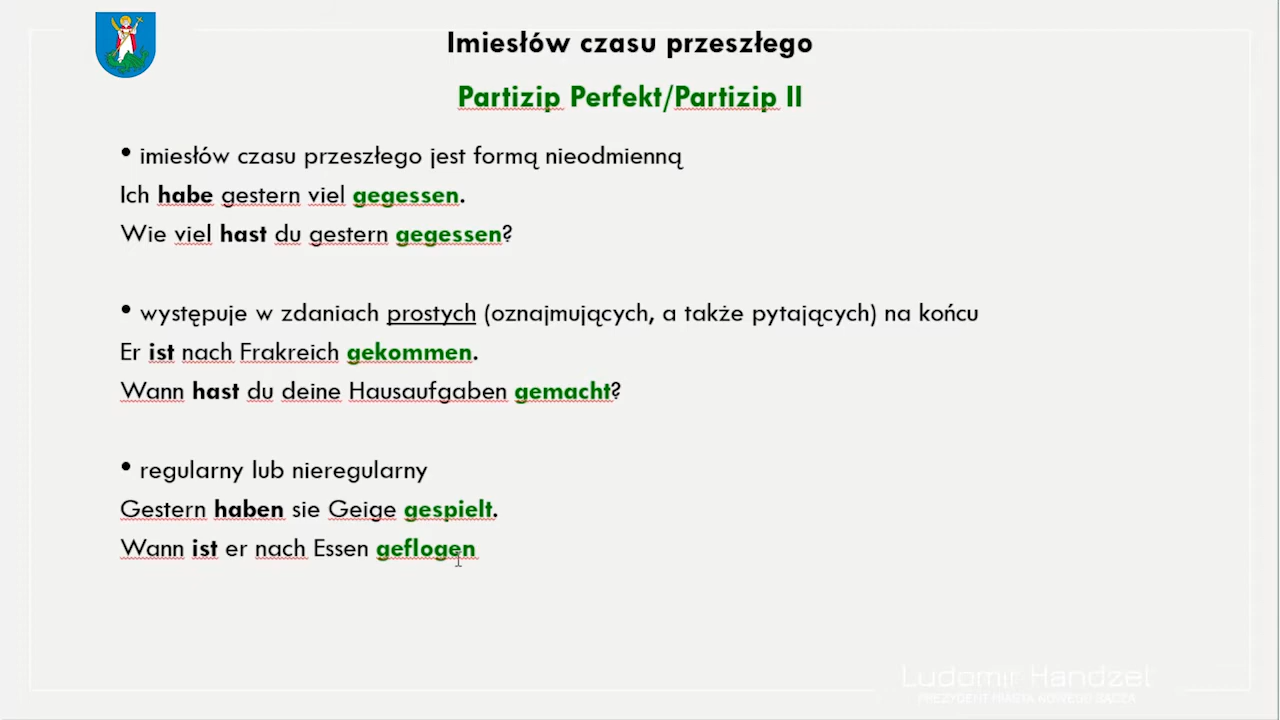 Imiesłów czasu przeszłego
Partizip Perfekt/Partizip II
• imiesłów czasu przeszłego jest formą nieodmienną
Ich habe gestern viel gegessen.
Wie viel hast du gestern gegessen?
• występuje w zdaniach prostych (oznajmujących, a także pytających) na końcu
Er ist nach Frakreich gekommen.
Wann hast du deine Hausaufgaben gemacht?
• regularny lub nieregularny
Gestern haben sie Geige gespielt.
Wann ist er nach Essen geflogen
Ludomir Handzel
PREZYDENT MIASTA NOWEGO SĄCZA